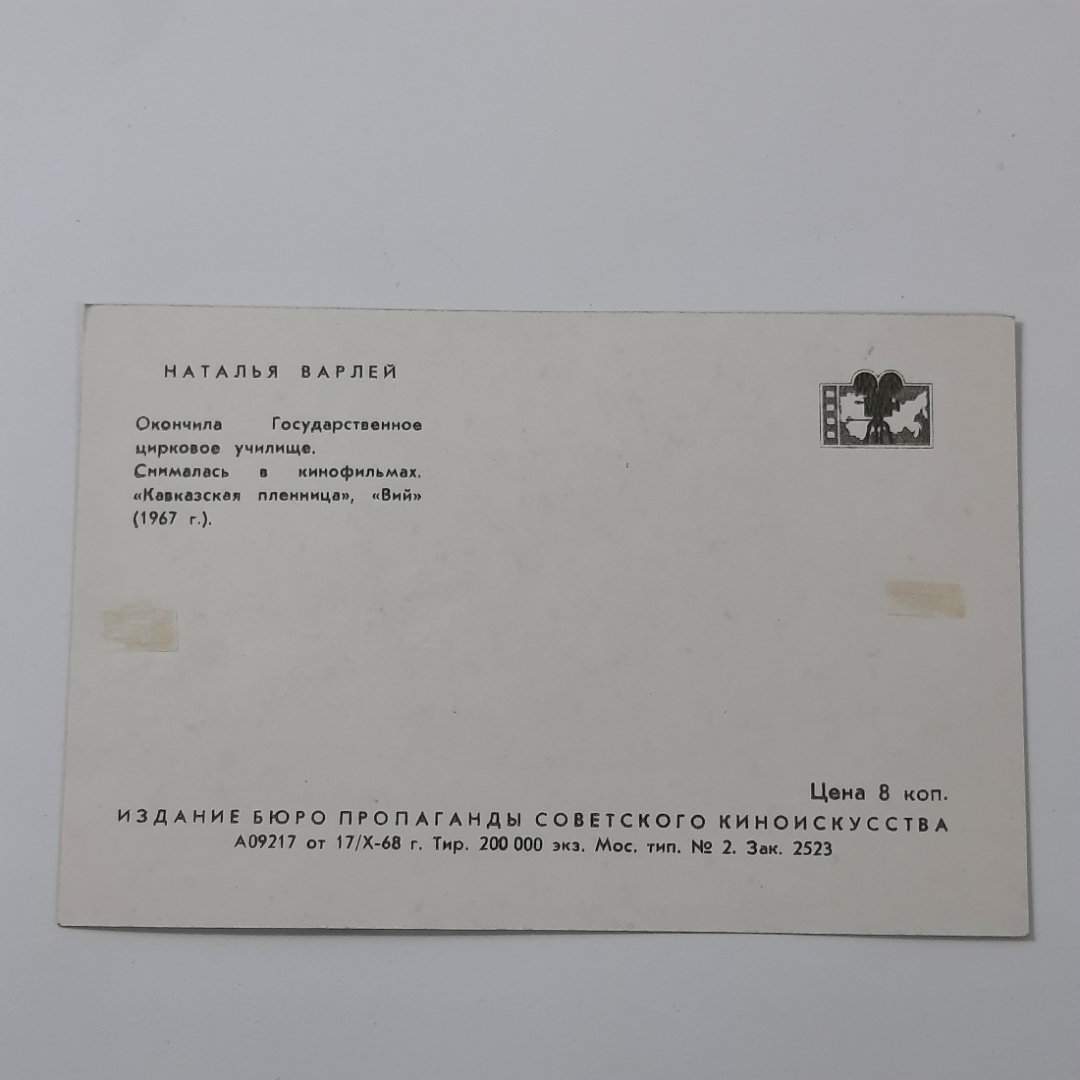 НАТАЛЬЯ ВАРЛЕЙ
Окончила Государственное
цирковое училище.
Снималась в кинофильмах.
«Кавказская пленница», «Вий»
(1967 г.).
Цена 8 коп.
ИЗДАНИЕ БЮРО ПРОПАГАНДЫ СОВЕТСКОГО КИНОИСКУССТВА
А09217 от 17/X-68 г. Тир. 200 000 экз. Мос. тип. № 2. Зак. 2523